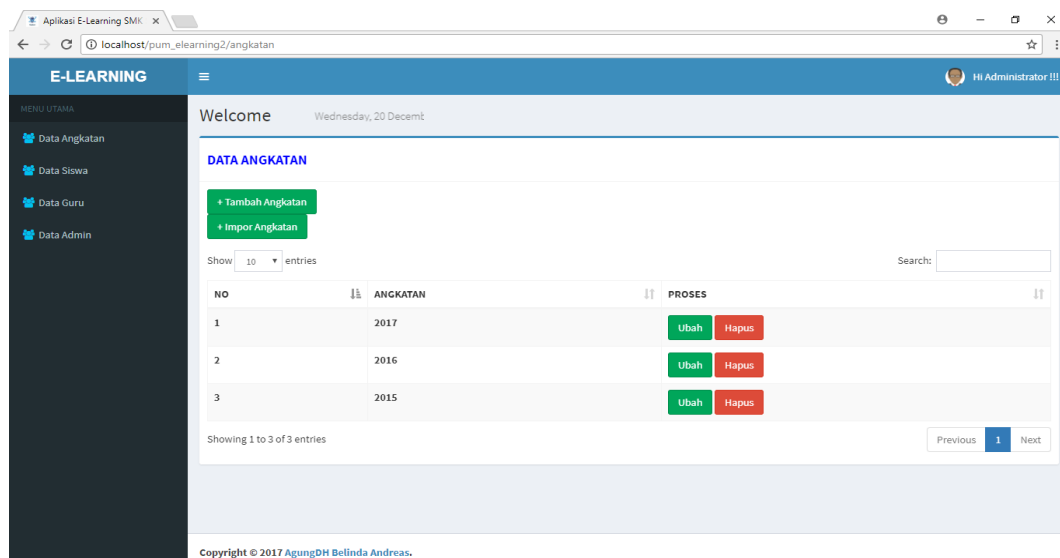 Aplikasi E-Learning SMK
localhost/pum_elearning2/angkatan
E-LEARNING
Hi Administrator !!!
MENU UTAMA
Data Angkatan
Data Siswa
Data Guru
Data Admin
Welcome Wednesday, 20 Decemb
DATA ANGKATAN
+ Tambah Angkatan
+ Impor Angkatan
Show 10 entries Search:
NO ANGKATAN PROSES
1 2017 Ubah Hapus
2 2016 Ubah Hapus
3 2015 Ubah Hapus
Showing 1 to 3 of 3 entries Previous 1 Next
Copyright © 2017 AgungDH Belinda Andreas.